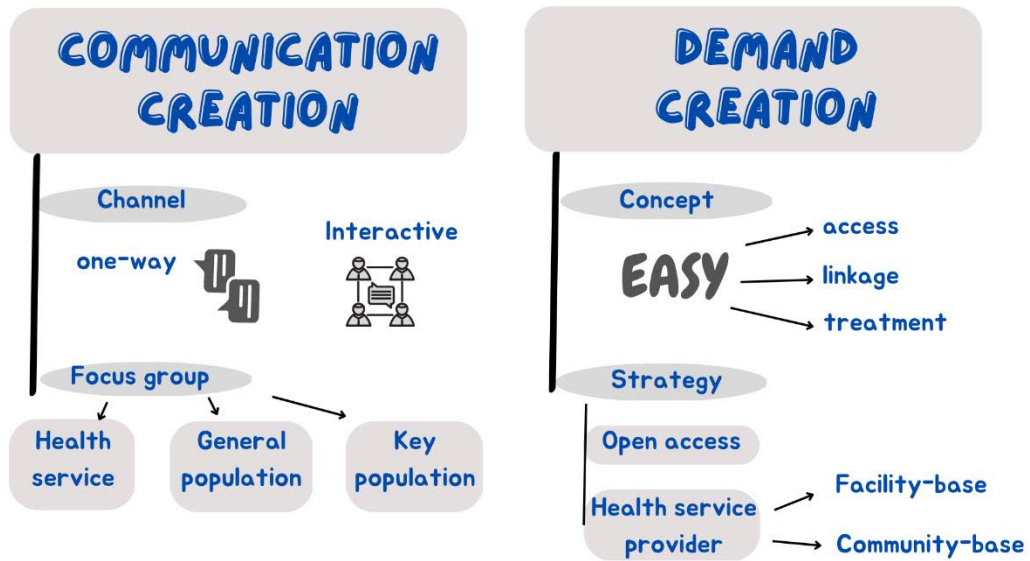 COMMUNICATION
CREATION
Channel
one-way
Interactive
Focus group
Health
service
General
population
Key
population
DEMAND
CREATION
Concept
EASY
access
linkage
treatment
Strategy
Open access
Health service
provider
Facility-base
Community-base